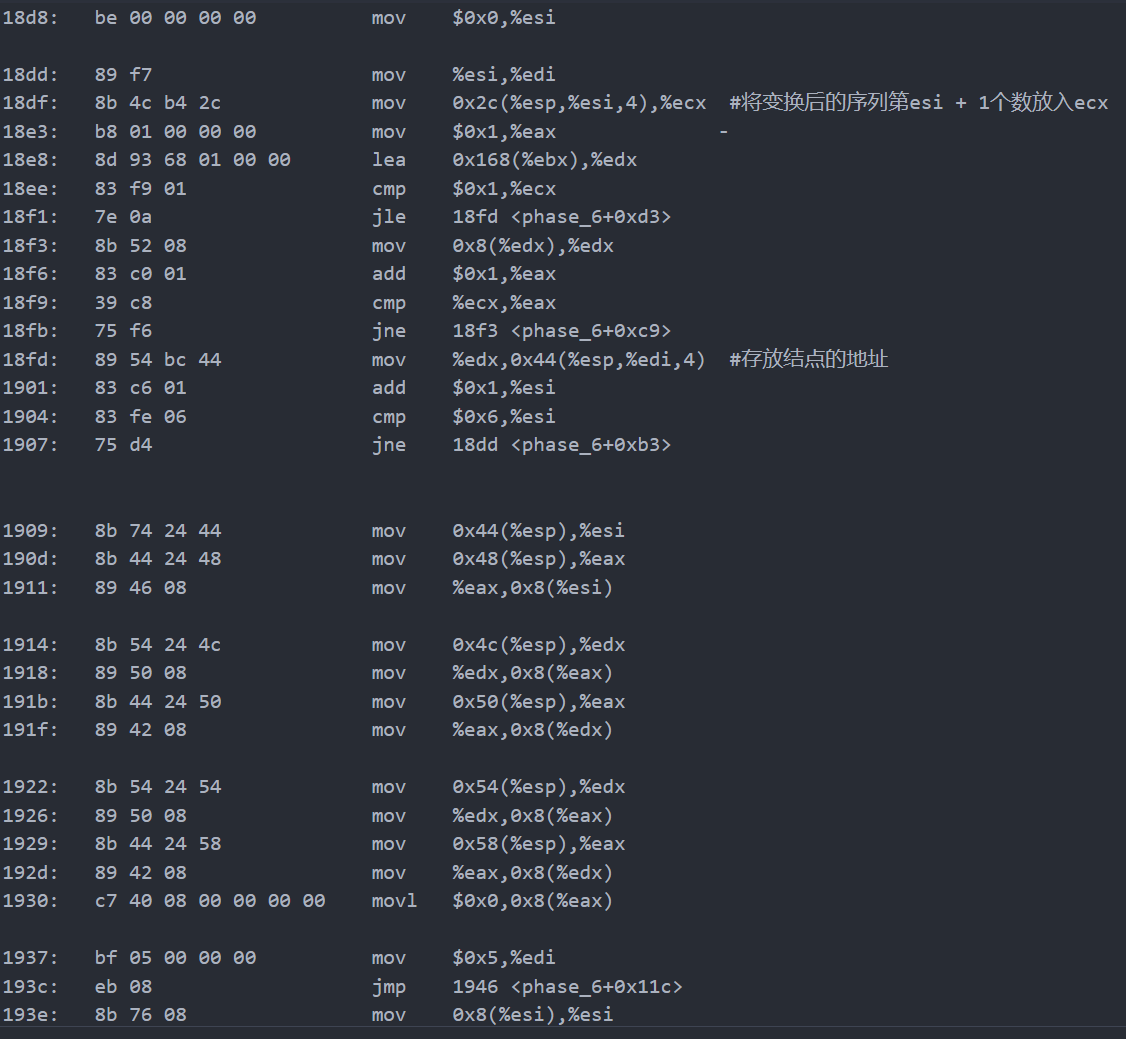 18d8: be 00 00 00 00 mov $0x0,%esi
18dd: 89 f7 mov %esi,%edi
18df: 8b 4c b4 2c mov 0x2c(%esp,%esi,4),%ecx #将变换后的序列第esi + 1个数放入ecx
18e3: b8 01 00 00 00 mov $0x1,%eax -
18e8: 8d 93 68 01 00 00 lea 0x168(%ebx),%edx
18ee: 83 f9 01 cmp $0x1,%ecx
18f1: 7e 0a jle 18fd <phase_6+0xd3>
18f3: 8b 52 08 mov 0x8(%edx),%edx
18f6: 83 c0 01 add $0x1,%eax
18f9: 39 c8 cmp %ecx,%eax
18fb: 75 f6 jne 18f3 <phase_6+0xc9>
18fd: 89 54 bc 44 mov %edx,0x44(%esp,%edi,4) #存放结点的地址
1901: 83 c6 01 add $0x1,%esi
1904: 83 fe 06 cmp $0x6,%esi
1907: 75 d4 jne 18dd <phase_6+0xb3>
1909: 8b 74 24 44 mov 0x44(%esp),%esi
190d: 8b 44 24 48 mov 0x48(%esp),%eax
1911: 89 46 08 mov %eax,0x8(%esi)
1914: 8b 54 24 4c mov 0x4c(%esp),%edx
1918: 89 50 08 mov %edx,0x8(%eax)
191b: 8b 44 24 50 mov 0x50(%esp),%eax
191f: 89 42 08 mov %eax,0x8(%edx)
1922: 8b 54 24 54 mov 0x54(%esp),%edx
1926: 89 50 08 mov %edx,0x8(%eax)
1929: 8b 44 24 58 mov 0x58(%esp),%eax
192d: 89 42 08 mov %eax,0x8(%edx)
1930: c7 40 08 00 00 00 00 movl $0x0,0x8(%eax)
1937: bf 05 00 00 00 mov $0x5,%edi
193c: eb 08 jmp 1946 <phase_6+0x11c>
193e: 8b 76 08 mov 0x8(%esi),%esi